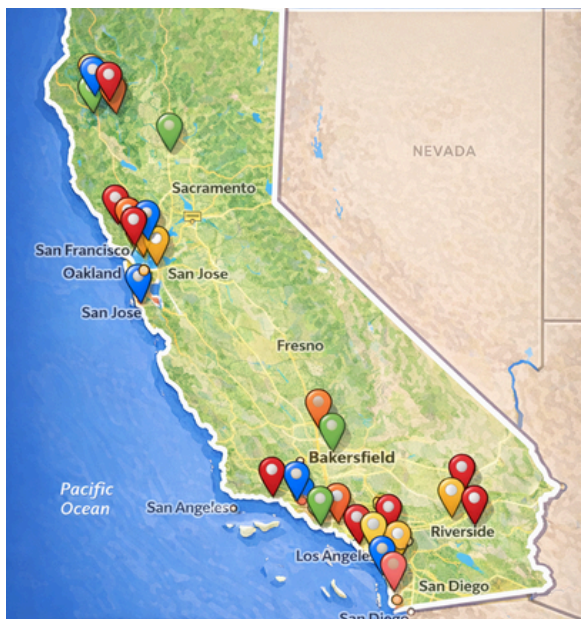 NEVADA
Sacramento
San Francisco
Oakland
San Jose
San Jose
Fresno
Bakersfield
Pacific
Ocean
San Angeles
Riverside
Los Angeles
San Diego
San Diego